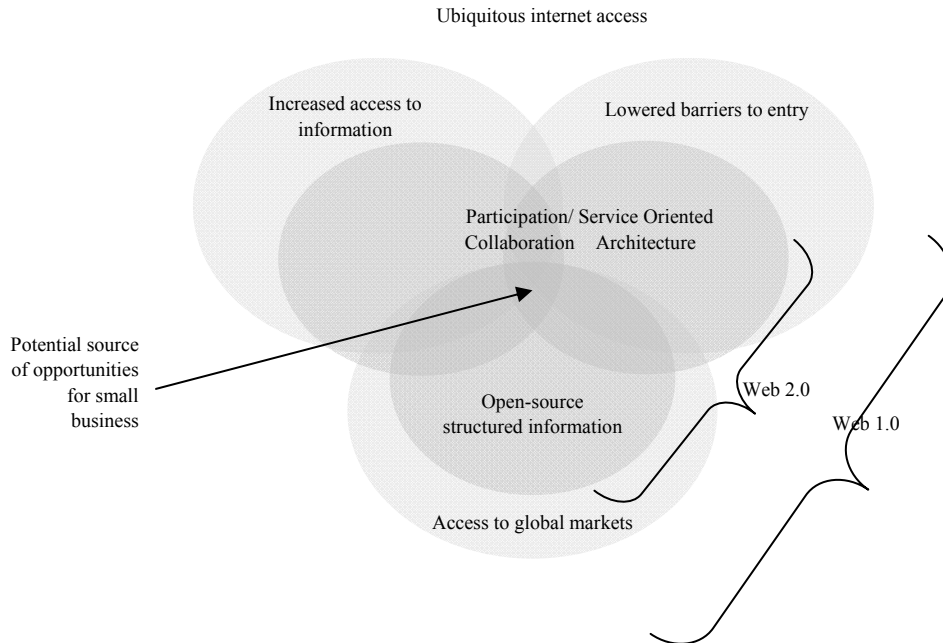 Ubiquitous internet access
Increased access to
information
Lowered barriers to entry
Participation/ Service Oriented
Collaboration Architecture
Potential source
of opportunities
for small
business
Web 2.0
Open-source
structured information
Web 1.0
Access to global markets